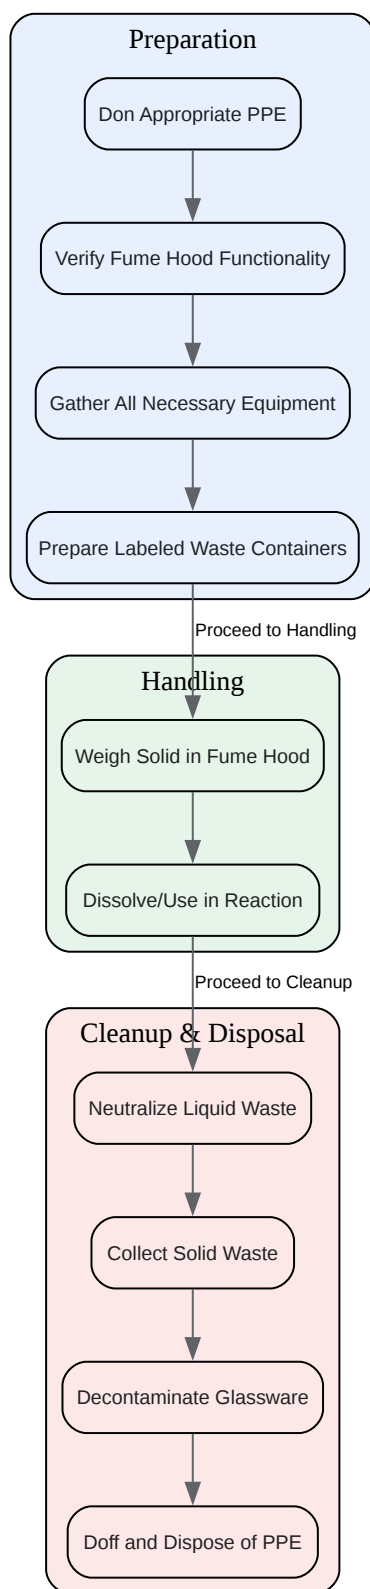 Preparation
Don Appropriate PPE
Verify Fume Hood Functionality
Gather All Necessary Equipment
Prepare Labeled Waste Containers
Proceed to Handling
Handling
Weigh Solid in Fume Hood
Dissolve/Use in Reaction
Proceed to Cleanup
Cleanup & Disposal
Neutralize Liquid Waste
Collect Solid Waste
Decontaminate Glassware
Doff and Dispose of PPE